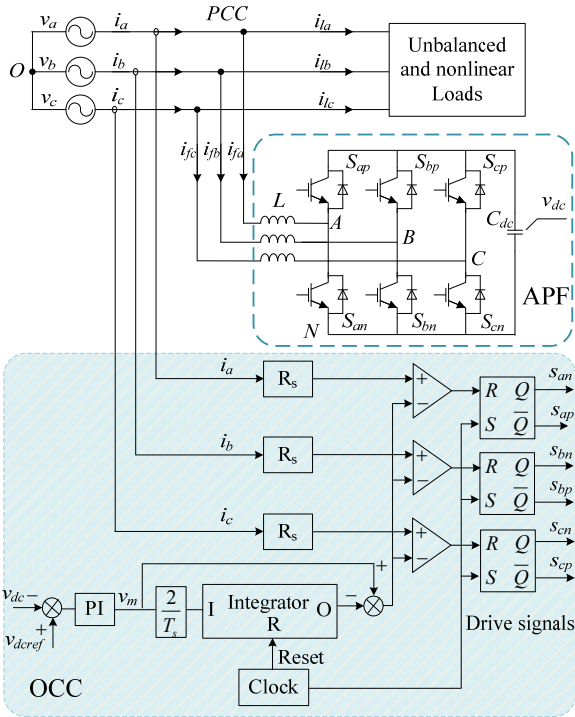 v_a i_a PCC i_la
O v_b i_b i_lb
v_c i_c i_lc
Unbalanced
and nonlinear
Loads
i_fc i_fb i_fa
S_ap S_bp S_cp
L A B C
C_dc v_dc
APF
N S_an S_bn S_cn
i_a R_s + − R Q s_an
S Q̅ s_ap
i_b R_s + − R Q s_bn
S Q̅ s_bp
i_c R_s + − R Q s_cn
S Q̅ s_cp
v_dc − PI v_m 2/T_s I Integrator O − +
R
+ v_dcref
Reset
Drive signals
OCC Clock